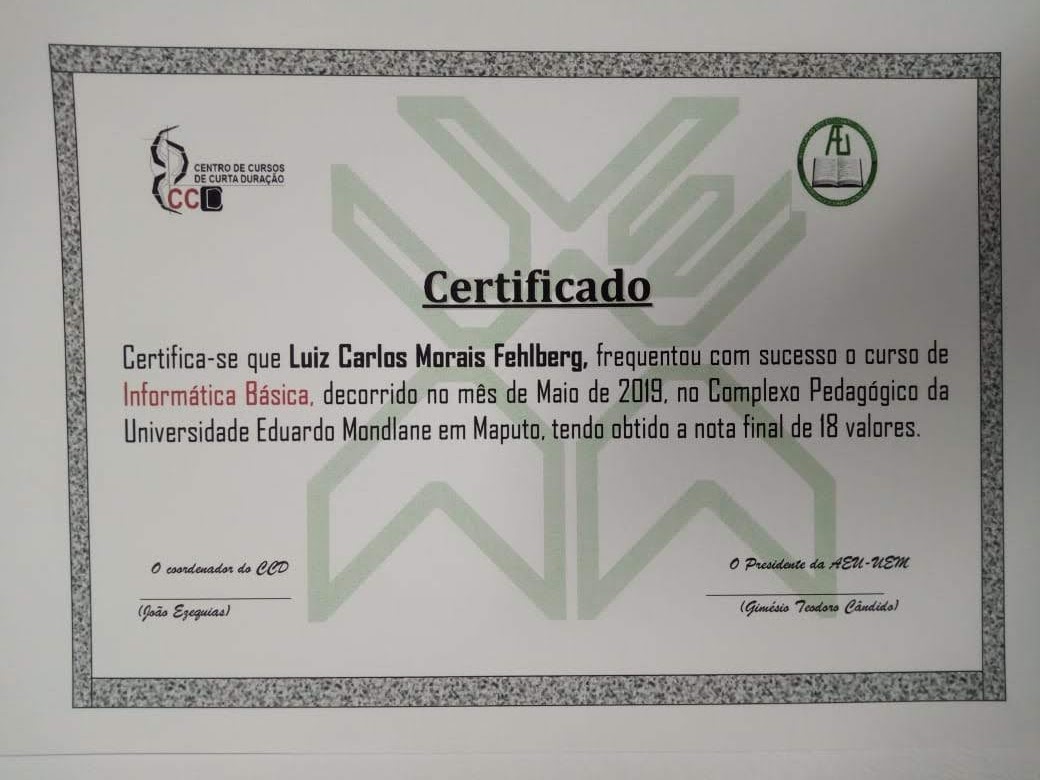 CENTRO DE CURSOS
DE CURTA DURAÇÃO
CCD
AEU
Certificado
Certifica-se que Luiz Carlos Morais Fehlberg, frequentou com sucesso o curso de
Informática Básica, decorrido no mês de Maio de 2019, no Complexo Pedagógico da
Universidade Eduardo Mondlane em Maputo, tendo obtido a nota final de 18 valores.
O coordenador do CCD
(João Ezequias)
O Presidente da AEU-UEM
(Gimésio Teodoro Cândido)